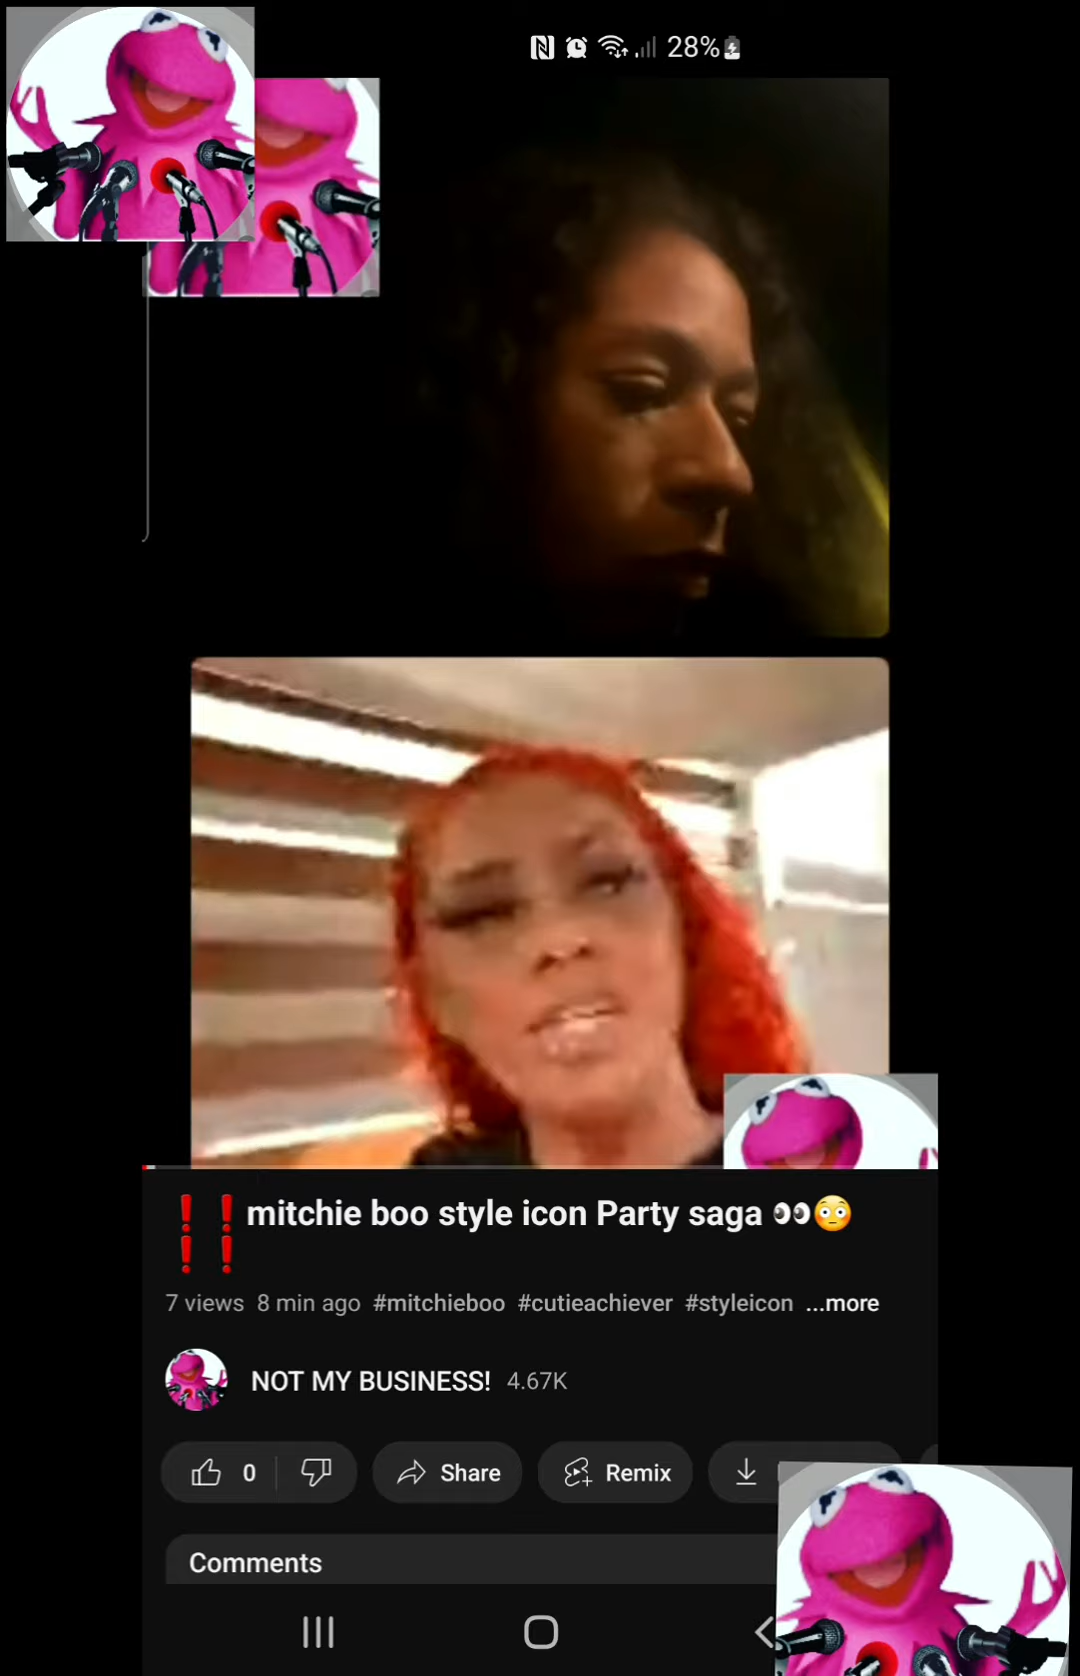 28%
‼️mitchie boo style icon Party saga 👀😳
‼️
7 views 8 min ago #mitchieboo #cutieachiever #styleicon ...more
NOT MY BUSINESS! 4.67K
0 Share Remix
Comments